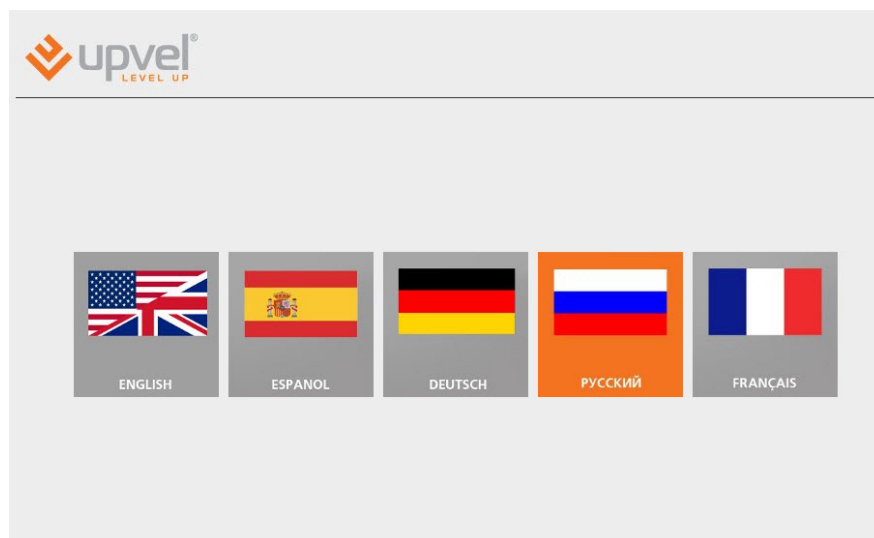 upvel®
LEVEL UP
ENGLISH
ESPANOL
DEUTSCH
РУССКИЙ
FRANÇAIS